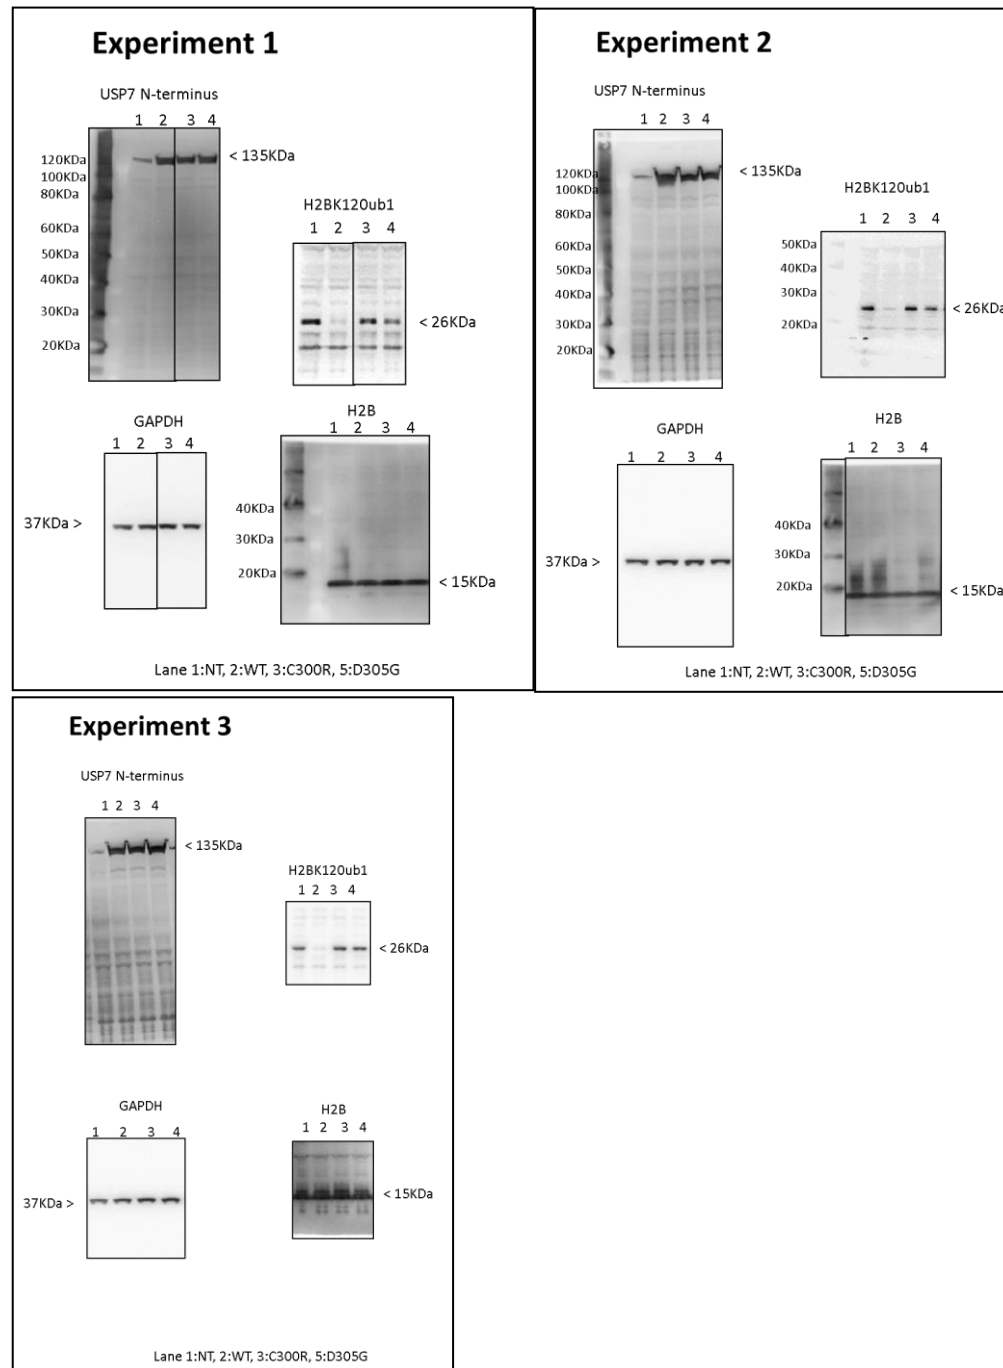 Experiment 1
USP7 N-terminus
1 2 3 4
120KDa
100KDa
80KDa
60KDa
50KDa
40KDa
30KDa
20KDa
< 135KDa
H2BK120ub1
1 2 3 4
< 26KDa
GAPDH
1 2 3 4
37KDa >
H2B
1 2 3 4
40KDa
30KDa
20KDa
< 15KDa
Lane 1:NT, 2:WT, 3:C300R, 5:D305G
Experiment 2
USP7 N-terminus
1 2 3 4
120KDa
100KDa
80KDa
60KDa
50KDa
40KDa
30KDa
20KDa
< 135KDa
H2BK120ub1
1 2 3 4
50KDa
40KDa
30KDa
20KDa
< 26KDa
GAPDH
1 2 3 4
37KDa >
H2B
1 2 3 4
40KDa
30KDa
20KDa
< 15KDa
Lane 1:NT, 2:WT, 3:C300R, 5:D305G
Experiment 3
USP7 N-terminus
1 2 3 4
< 135KDa
H2BK120ub1
1 2 3 4
< 26KDa
GAPDH
1 2 3 4
37KDa >
H2B
1 2 3 4
< 15KDa
Lane 1:NT, 2:WT, 3:C300R, 5:D305G